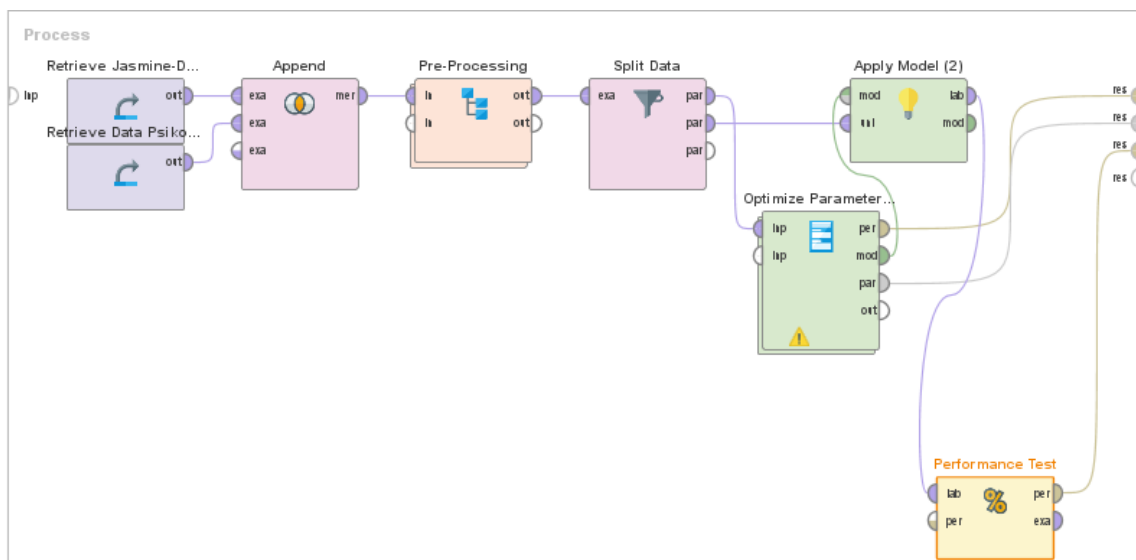 Process
Retrieve Jasmine-D...
out
Retrieve Data Psiko...
out
Inp
Append
exa
mer
exa
exa
Pre-Processing
In
out
In
out
Split Data
exa
par
par
par
Apply Model (2)
mod
lab
unl
mod
Optimize Parameter...
Inp
per
Inp
mod
par
out
Performance Test
lab
per
per
exa
res
res
res
res